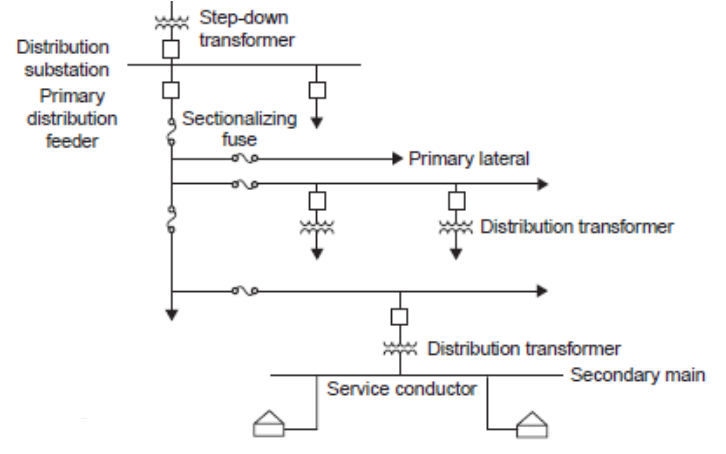 Step-down
transformer
Distribution
substation
Primary
distribution
feeder
Sectionalizing
fuse
Primary lateral
Distribution transformer
Distribution transformer
Secondary main
Service conductor